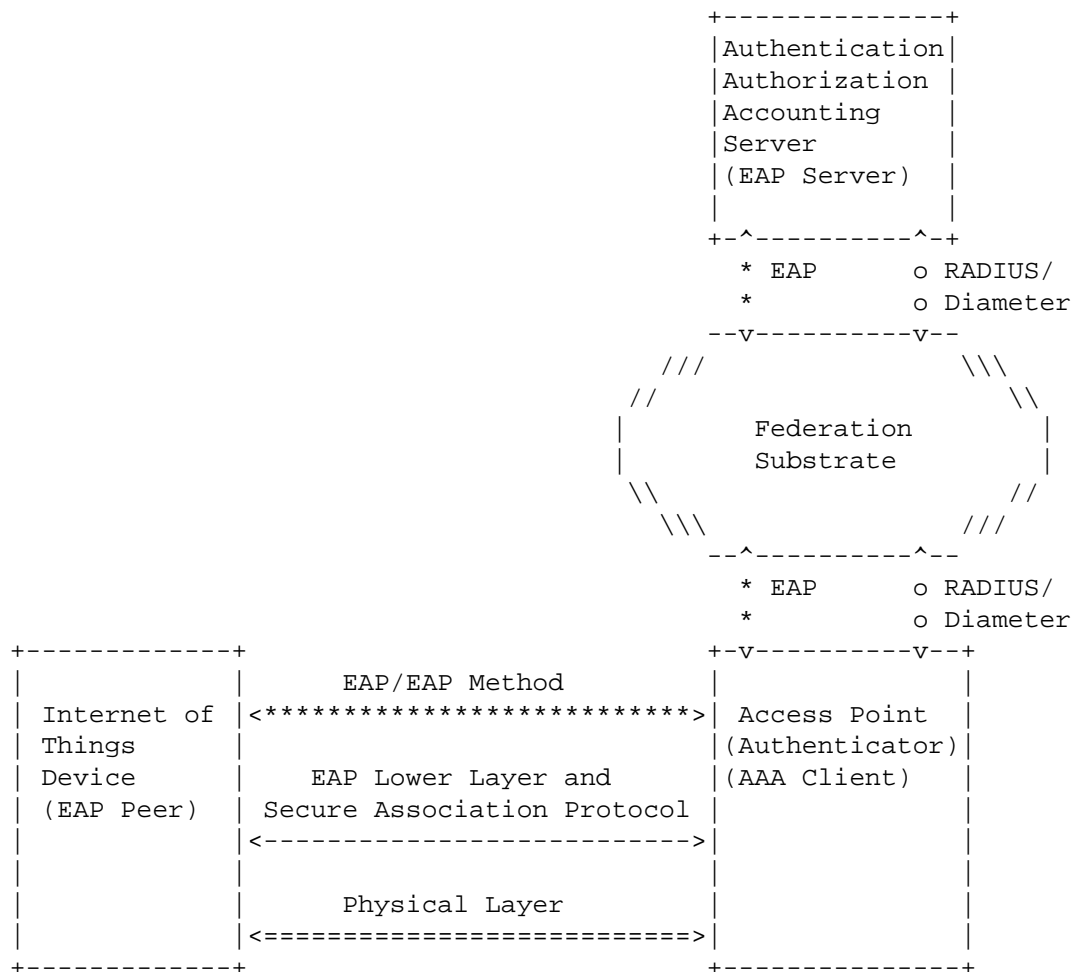 Authentication
Authorization
Accounting
Server
(EAP Server)
* EAP o RADIUS/
* o Diameter
Federation
Substrate
* EAP o RADIUS/
* o Diameter
EAP/EAP Method
Internet of Access Point
Things (Authenticator)
Device EAP Lower Layer and (AAA Client)
(EAP Peer) Secure Association Protocol
Physical Layer